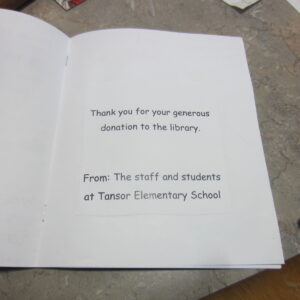 Thank you for your generous
donation to the library.
From: The staff and students
at Tansor Elementary School